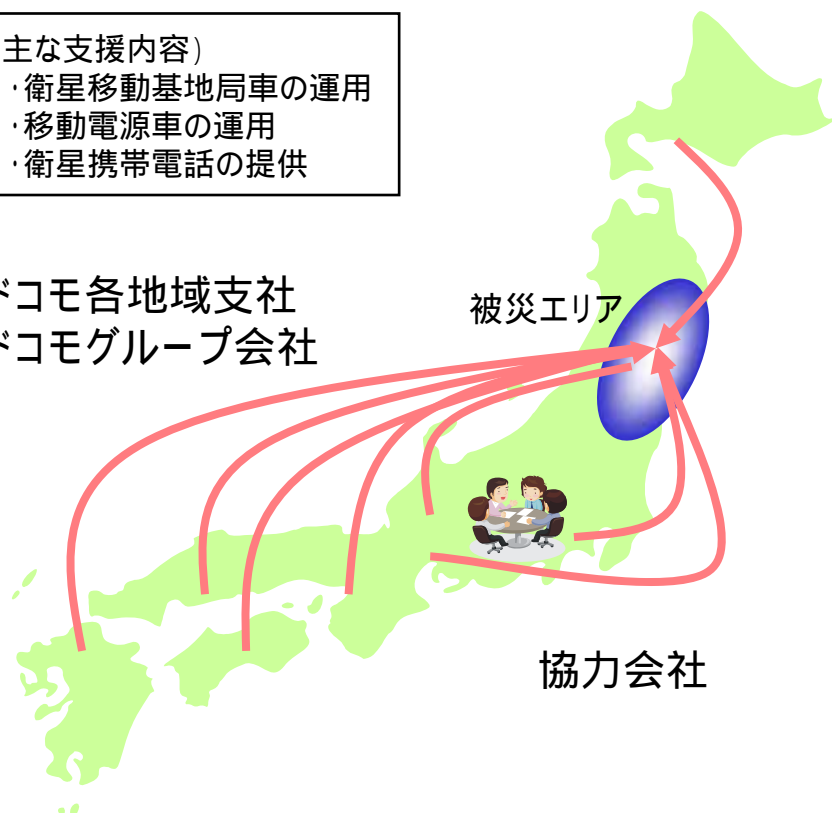 主な支援内容)
・衛星移動基地局車の運用
・移動電源車の運用
・衛星携帯電話の提供
ドコモ各地域支社
ドコモグループ会社
被災エリア
協力会社